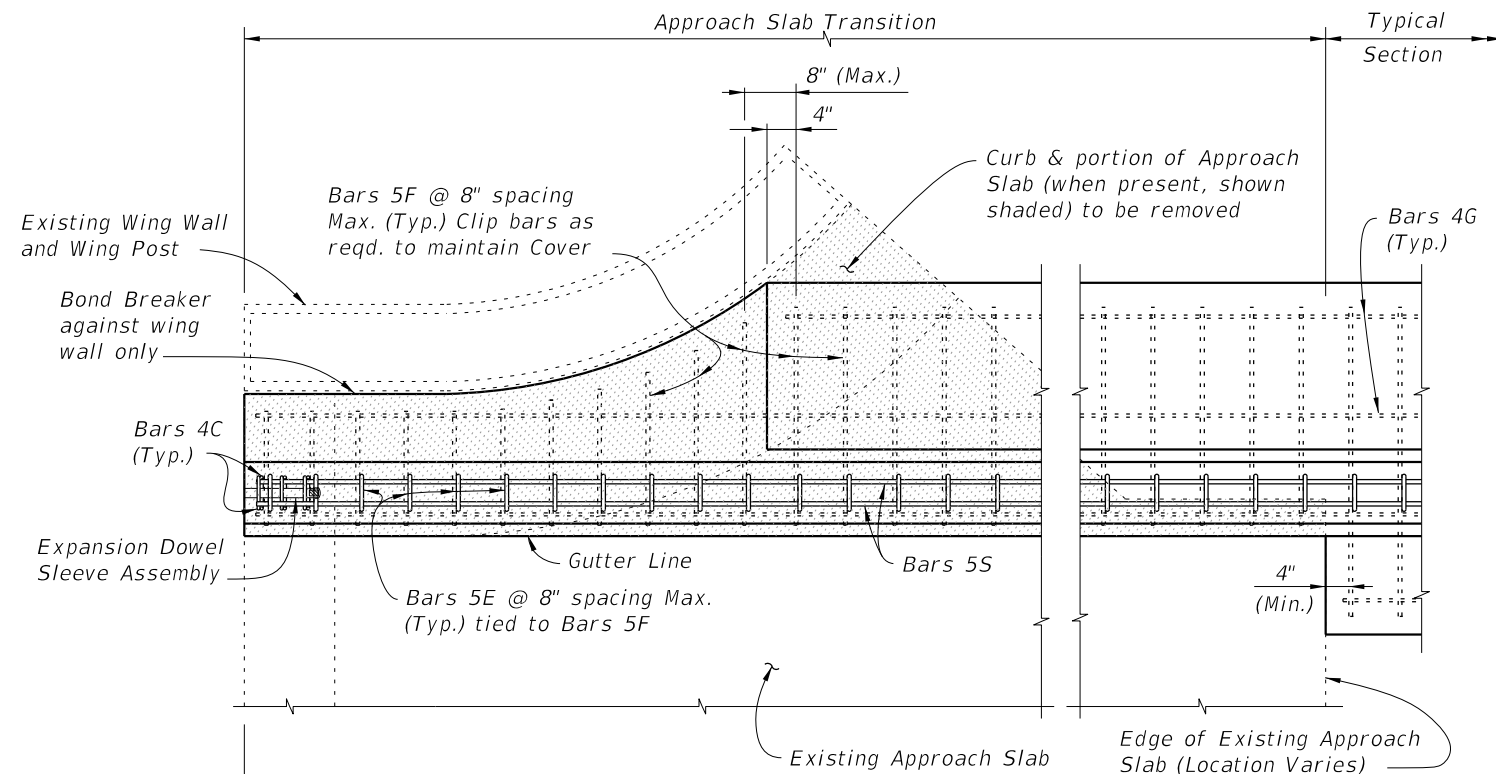 Approach Slab Transition
Typical
Section
8" (Max.)
4"
Curb & portion of Approach
Slab (when present, shown
shaded) to be removed
Bars 5F @ 8" spacing
Max. (Typ.) Clip bars as
reqd. to maintain Cover
Existing Wing Wall
and Wing Post
Bars 4G
(Typ.)
Bond Breaker
against wing
wall only
Bars 4C
(Typ.)
Expansion Dowel
Sleeve Assembly
Gutter Line
Bars 5S
4"
(Min.)
Bars 5E @ 8" spacing Max.
(Typ.) tied to Bars 5F
Existing Approach Slab
Edge of Existing Approach
Slab (Location Varies)